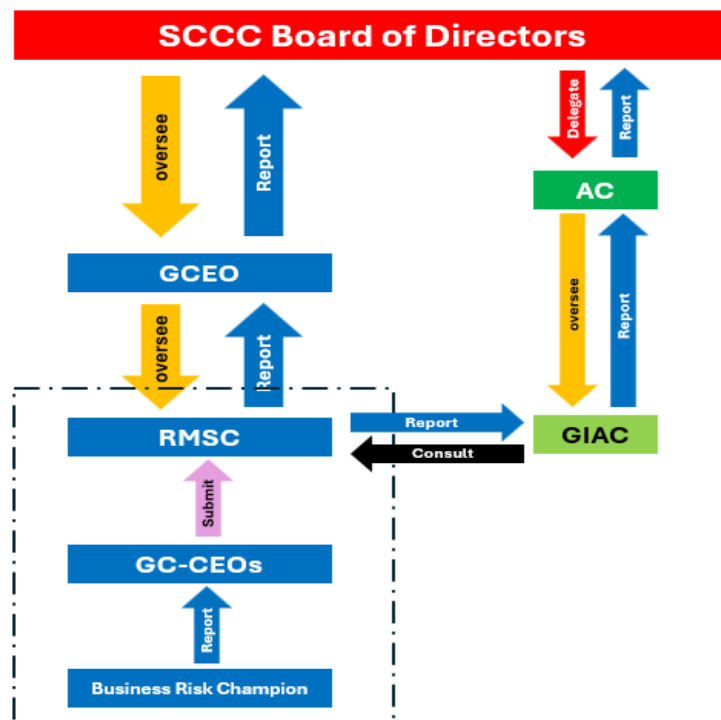 SCCC Board of Directors
oversee
Report
Delegate
Report
AC
GCEO
oversee
Report
oversee
Report
RMSC
Report
Consult
GIAC
Submit
GC-CEOs
Report
Business Risk Champion